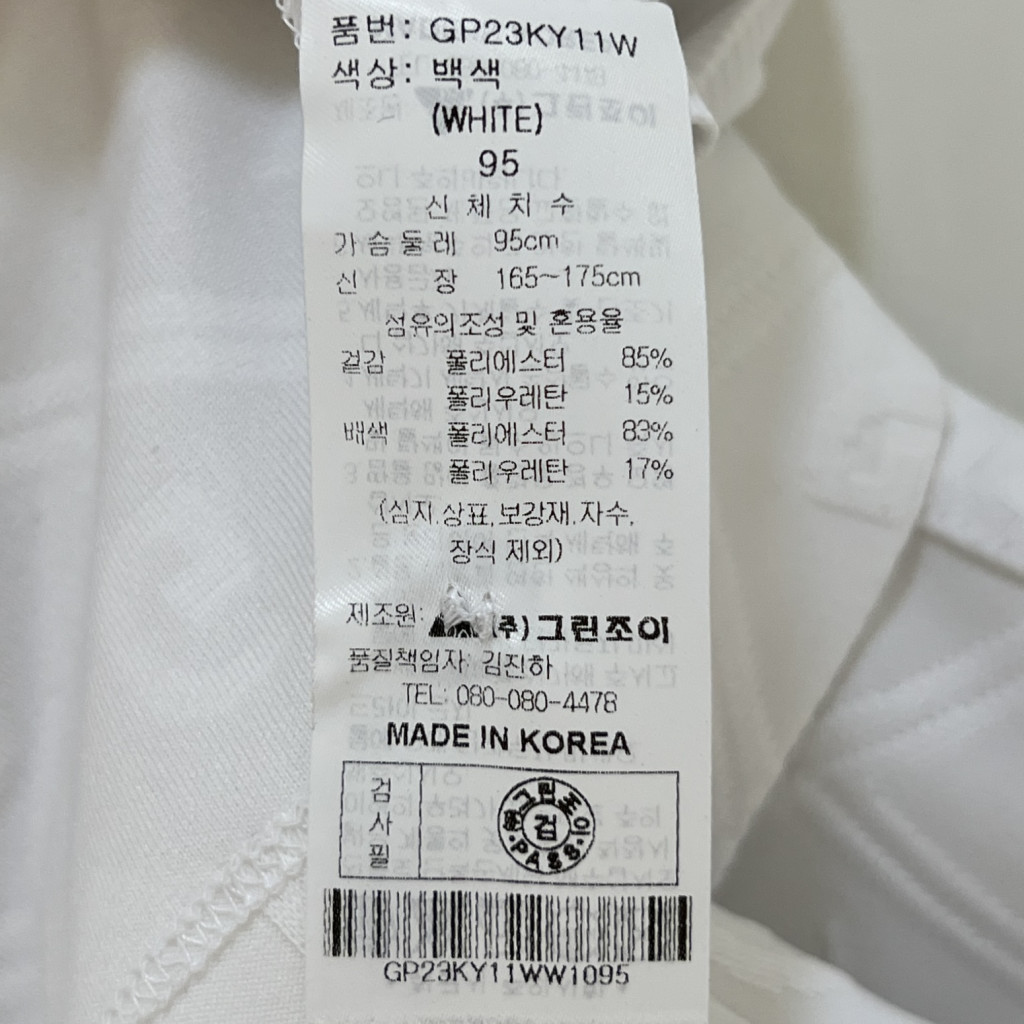 품번: GP23KY11W
색상: 백색
(WHITE)
95
신체치수
가슴둘레 95cm
신 장 165~175cm
섬유의조성 및 혼용율
겉감 폴리에스터 85%
폴리우레탄 15%
배색 폴리에스터 83%
폴리우레탄 17%
(심지.상표.보강재.자수,
장식 제외)
제조원: (주)그린조이
품질책임자: 김진하
TEL: 080-080-4478
MADE IN KOREA
검사필
그린조이
검
PASS
GP23KY11WW1095